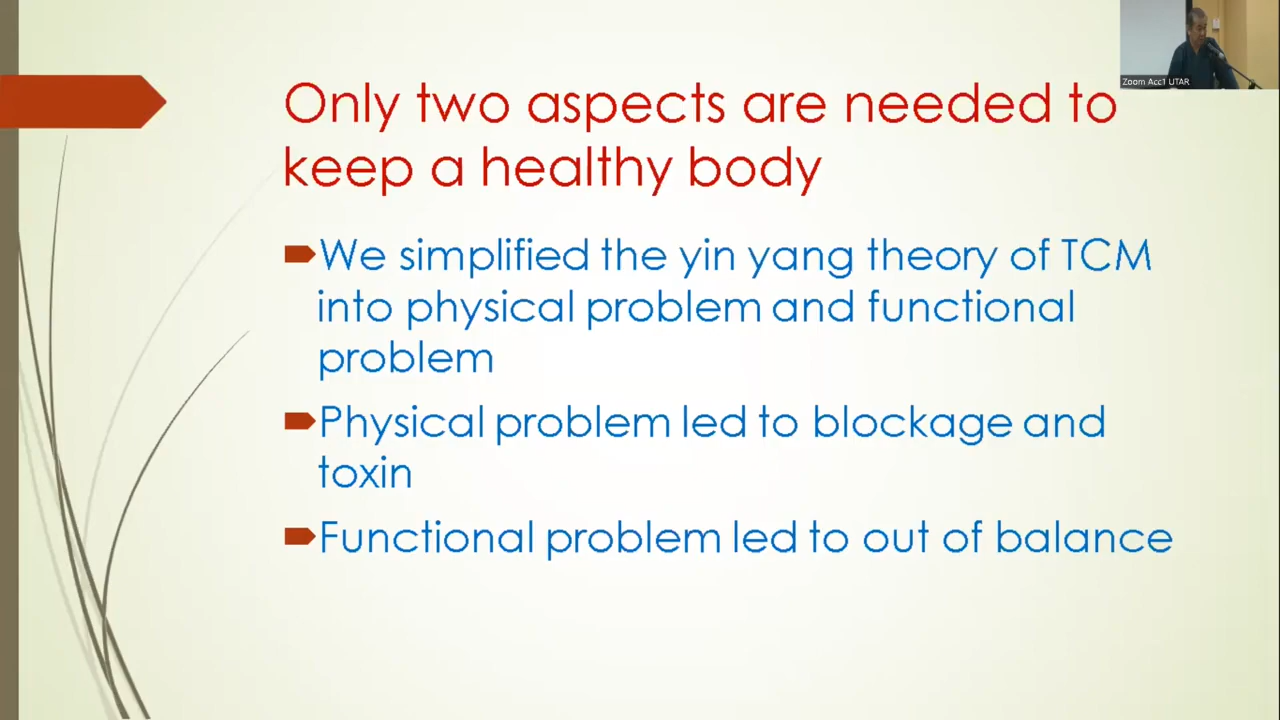 Zoom Acc1 UTAR
Only two aspects are needed to
keep a healthy body
We simplified the yin yang theory of TCM
into physical problem and functional
problem
Physical problem led to blockage and
toxin
Functional problem led to out of balance